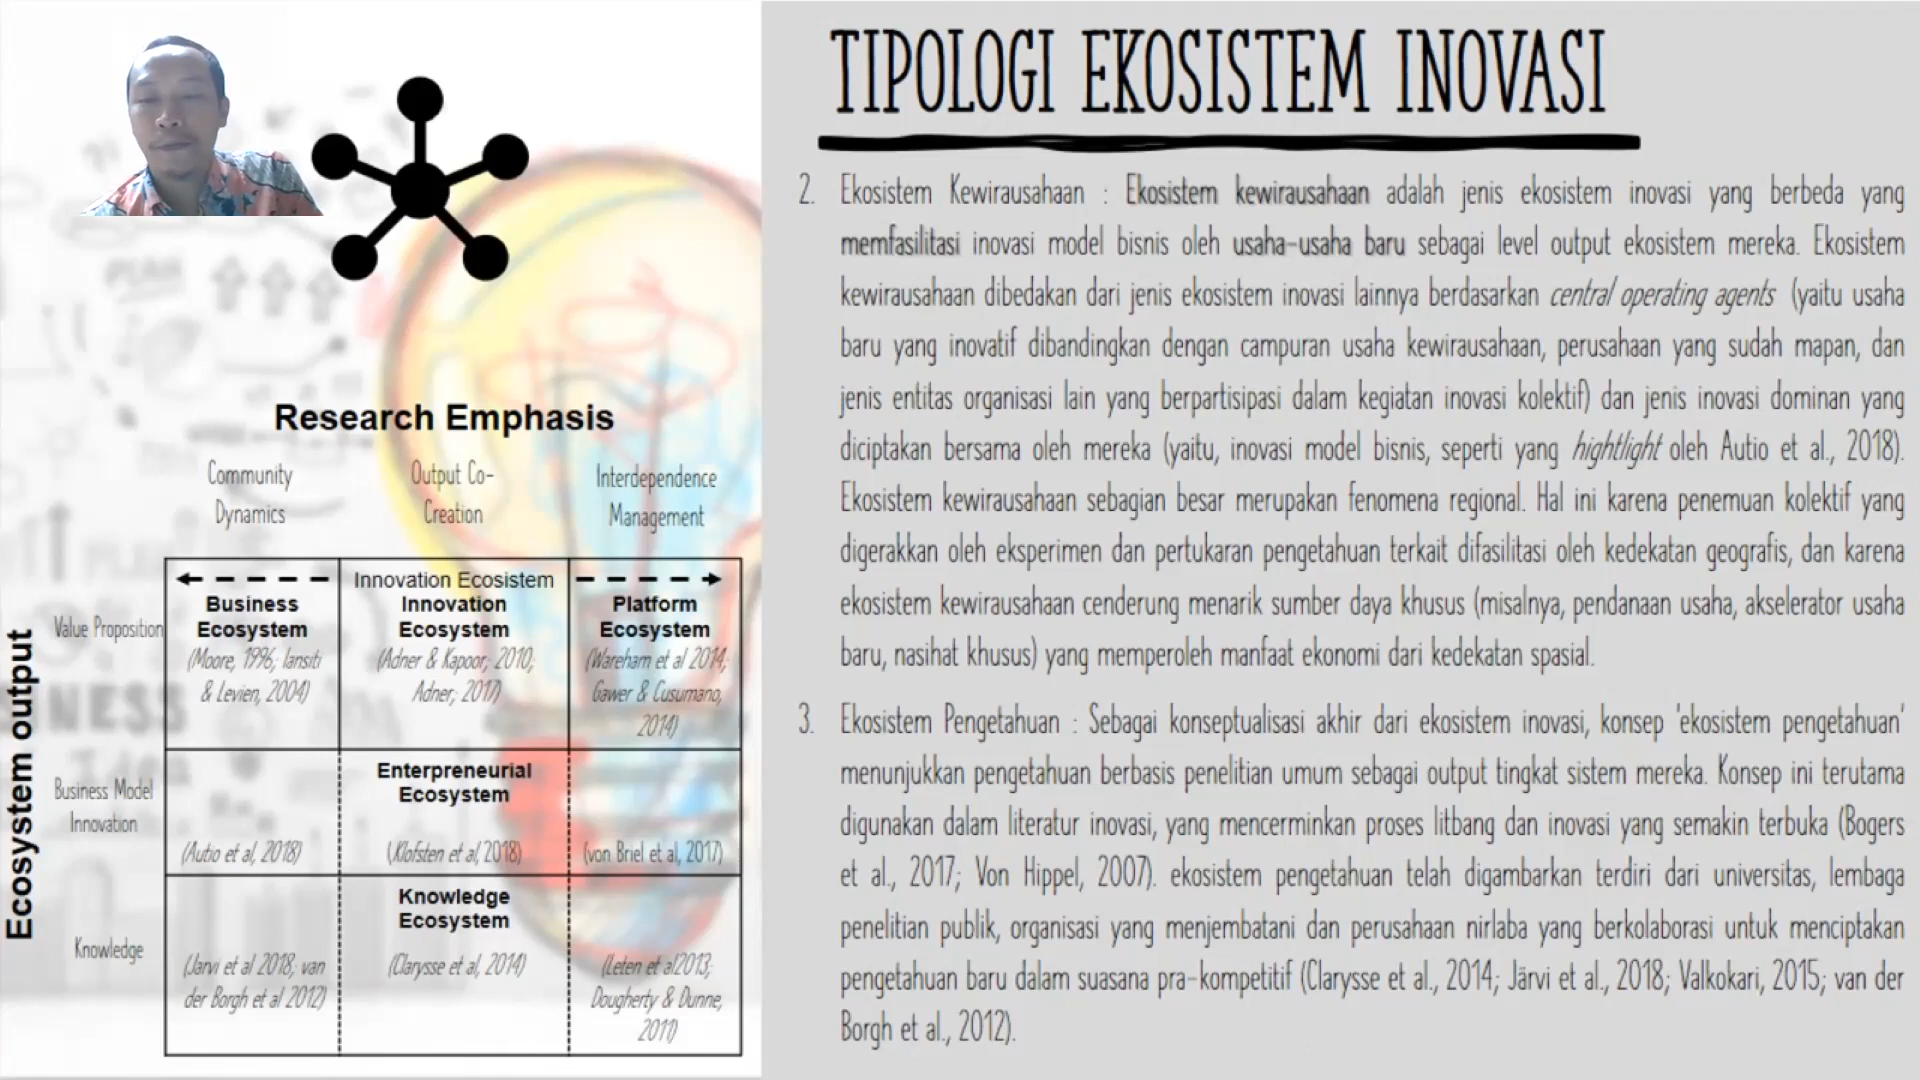 TIPOLOGI EKOSISTEM INOVASI
2. Ekosistem Kewirausahaan : Ekosistem kewirausahaan adalah jenis ekosistem inovasi yang berbeda yang
memfasilitasi inovasi model bisnis oleh usaha-usaha baru sebagai level output ekosistem mereka. Ekosistem
kewirausahaan dibedakan dari jenis ekosistem inovasi lainnya berdasarkan central operating agents (yaitu usaha
baru yang inovatif dibandingkan dengan campuran usaha kewirausahaan, perusahaan yang sudah mapan, dan
jenis entitas organisasi lain yang berpartisipasi dalam kegiatan inovasi kolektif) dan jenis inovasi dominan yang
diciptakan bersama oleh mereka (yaitu, inovasi model bisnis, seperti yang hightlight oleh Autio et al., 2018).
Ekosistem kewirausahaan sebagian besar merupakan fenomena regional. Hal ini karena penemuan kolektif yang
digerakkan oleh eksperimen dan pertukaran pengetahuan terkait difasilitasi oleh kedekatan geografis, dan karena
ekosistem kewirausahaan cenderung menarik sumber daya khusus (misalnya, pendanaan usaha, akselerator usaha
baru, nasihat khusus) yang memperoleh manfaat ekonomi dari kedekatan spasial.
3. Ekosistem Pengetahuan : Sebagai konseptualisasi akhir dari ekosistem inovasi, konsep 'ekosistem pengetahuan'
menunjukkan pengetahuan berbasis penelitian umum sebagai output tingkat sistem mereka. Konsep ini terutama
digunakan dalam literatur inovasi, yang mencerminkan proses litbang dan inovasi yang semakin terbuka (Bogers
et al., 2017; Von Hippel, 2007). ekosistem pengetahuan telah digambarkan terdiri dari universitas, lembaga
penelitian publik, organisasi yang menjembatani dan perusahaan nirlaba yang berkolaborasi untuk menciptakan
pengetahuan baru dalam suasana pra-kompetitif (Clarysse et al., 2014; Järvi et al., 2018; Valkokari, 2015; van der
Borgh et al., 2012).
Research Emphasis
Community
Dynamics
Output Co-
Creation
Interdependence
Management
Ecosystem output
Value Proposition
Innovation Ecosistem
Business
Ecosystem
(Moore, 1996; Iansiti
& Levien, 2004)
Innovation
Ecosystem
(Adner & Kapoor; 2010;
Adner; 2017)
Platform
Ecosystem
(Wareham et al 2014;
Gawer & Cusumano,
2014)
Business Model
Innovation
(Autio et al, 2018)
Enterpreneurial
Ecosystem
(Klofsten et al, 2018)
(von Briel et al, 2017)
Knowledge
(Jarvi et al 2018; van
der Borgh et al 2012)
Knowledge
Ecosystem
(Clarysse et al, 2014)
(Leten et al2013;
Dougherty & Dunne,
2011)
PLAN
NESS
Idea